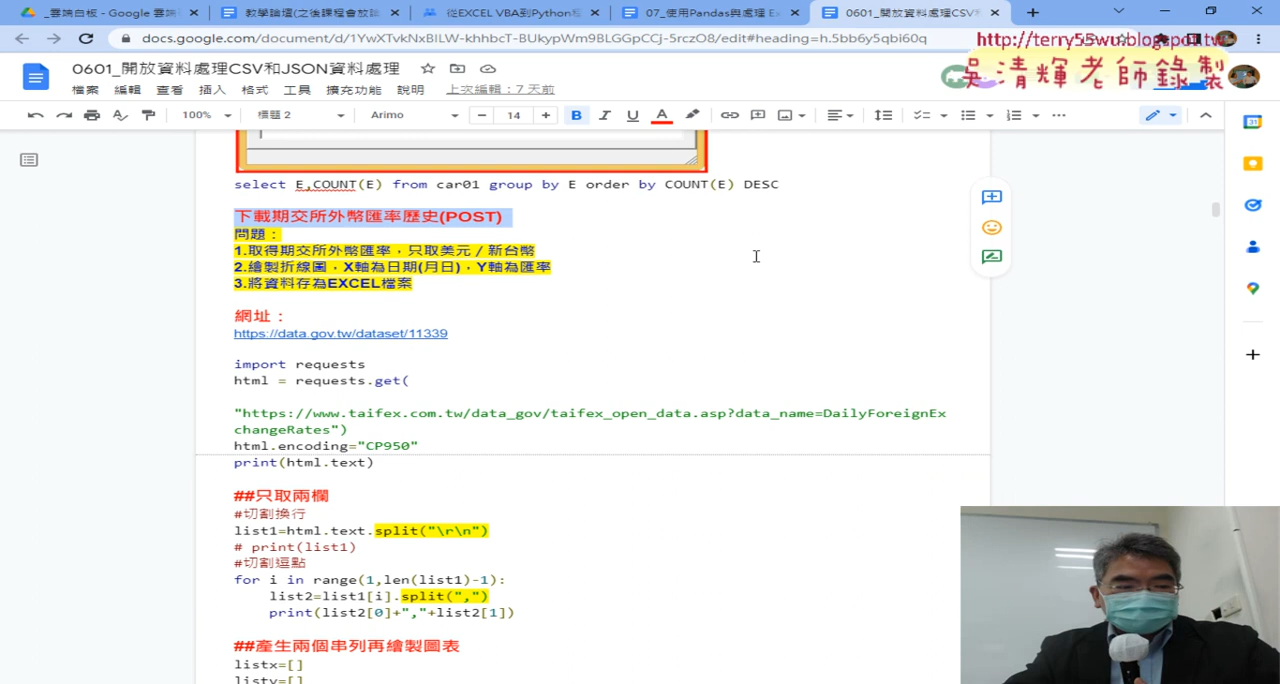 _雲端白板 - Google 雲端
教學論壇(之後課程會放
從EXCEL VBA到Python程
07_使用Pandas與處理 E
0601_開放資料處理CSV
docs.google.com/document/d/1YwXTvkNxBILW-khhbcT-BUkypWm9BLGGpCCj-5rczO8/edit#heading=h.5bb6y5qbi60q
http://terry55wu.blogspot.tw
吳清輝老師錄製
0601_開放資料處理CSV和JSON資料處理
檔案 編輯 查看 插入 格式 工具 擴充功能 說明 上次編輯：7 天前
100% 標題 2 Arimo 14 B I U A
select E,COUNT(E) from car01 group by E order by COUNT(E) DESC
下載期交所外幣匯率歷史(POST)
問題：
1.取得期交所外幣匯率，只取美元／新台幣
2.繪製折線圖，X軸為日期(月日)，Y軸為匯率
3.將資料存為EXCEL檔案
網址：
https://data.gov.tw/dataset/11339
import requests
html = requests.get(
"https://www.taifex.com.tw/data_gov/taifex_open_data.asp?data_name=DailyForeignEx
changeRates")
html.encoding="CP950"
print(html.text)
##只取兩欄
#切割換行
list1=html.text.split("\r\n")
# print(list1)
#切割逗點
for i in range(1,len(list1)-1):
list2=list1[i].split(",")
print(list2[0]+","+list2[1])
##產生兩個串列再繪製圖表
listx=[]
listy=[]